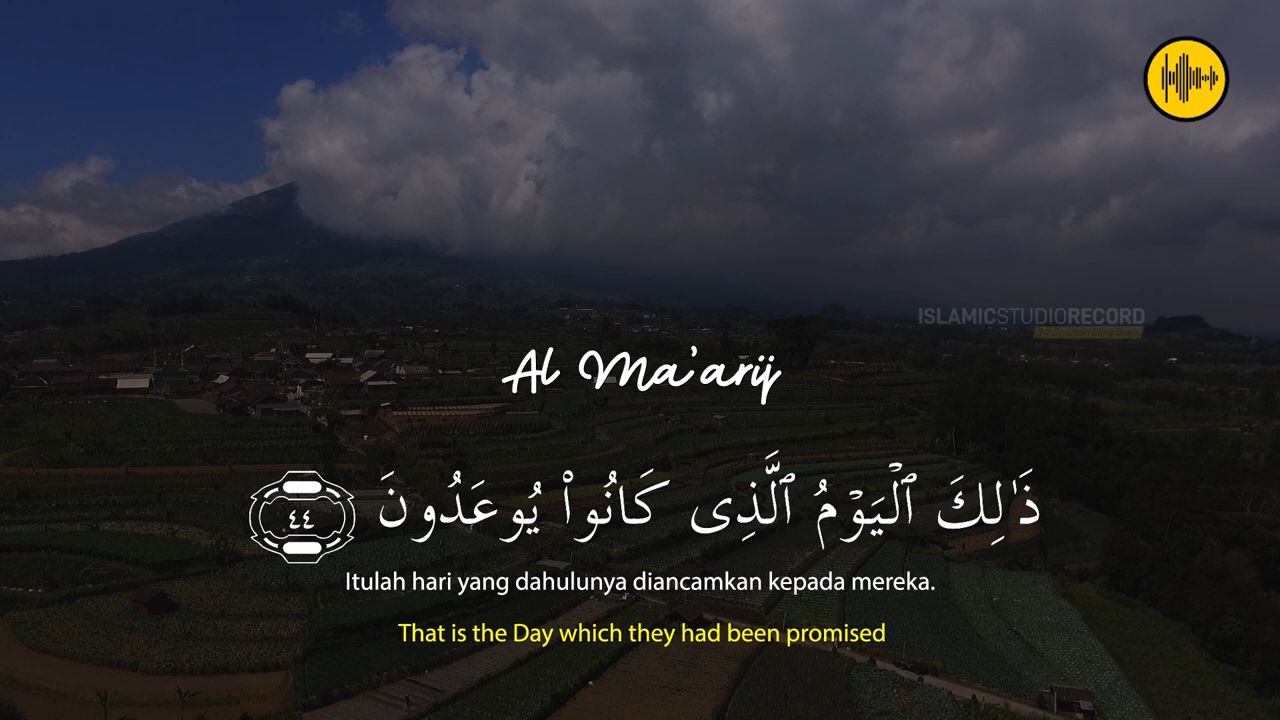 ISLAMICSTUDIORECORD
Al Ma'arij
ذَٰلِكَ ٱلْيَوْمُ ٱلَّذِى كَانُوا۟ يُوعَدُونَ ٤٤
Itulah hari yang dahulunya diancamkan kepada mereka.
That is the Day which they had been promised